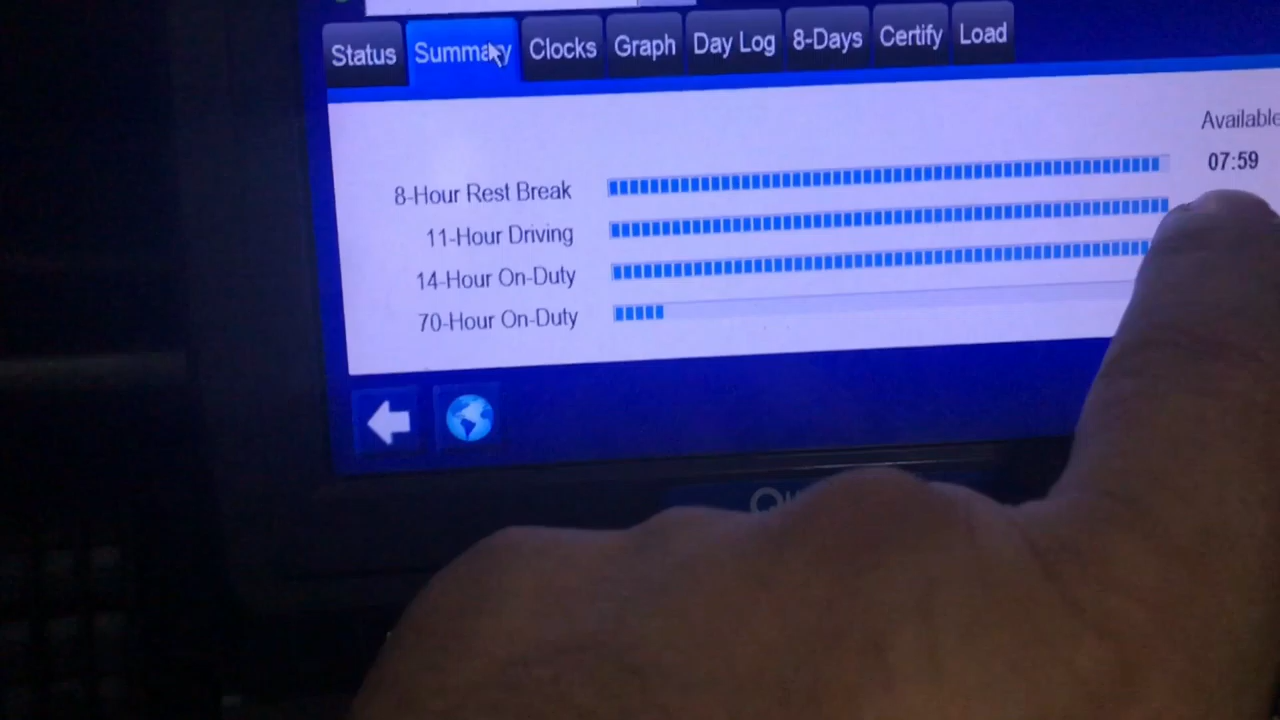 Status Summary Clocks Graph Day Log 8-Days Certify Load
Available
8-Hour Rest Break 07:59
11-Hour Driving
14-Hour On-Duty
70-Hour On-Duty